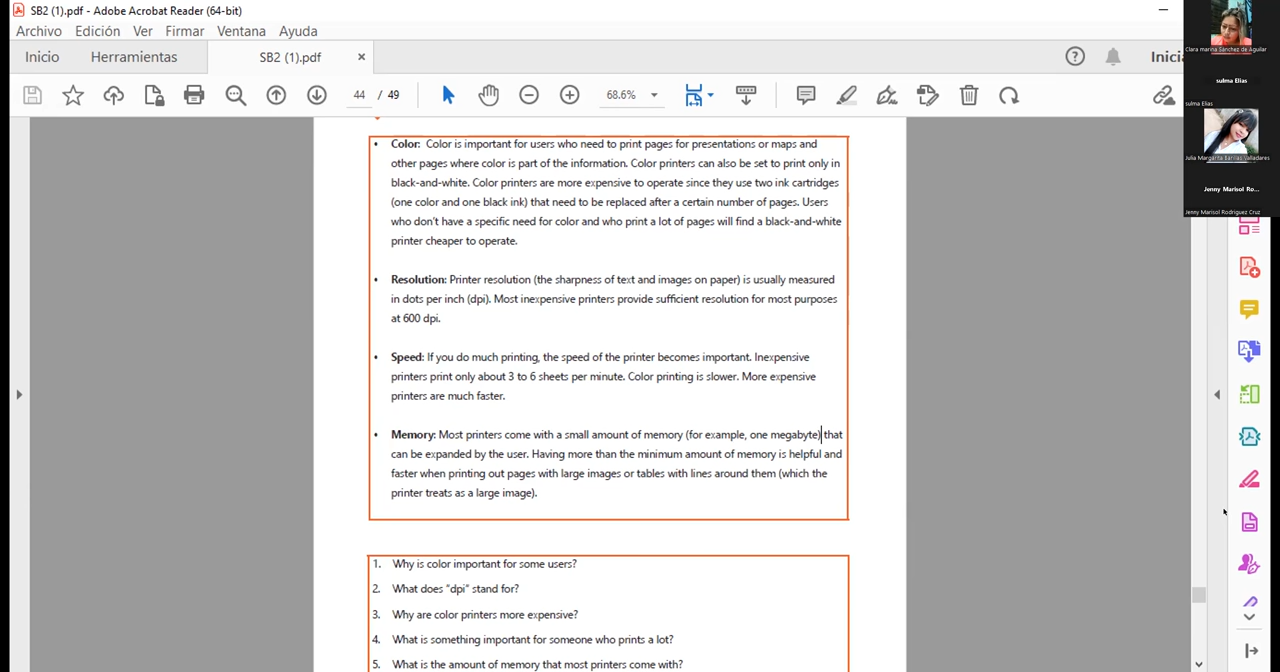 SB2 (1).pdf - Adobe Acrobat Reader (64-bit)
Archivo Edición Ver Firmar Ventana Ayuda
Inicio Herramientas SB2 (1).pdf Inicia
44 / 49 68.6%
Clara marina Sánchez de Aguilar
sulma Elias
sulma Elias
Julia Margarita Barillas Valladares
Jenny Marisol Ro...
Jenny Marisol Rodriguez Cruz
• Color: Color is important for users who need to print pages for presentations or maps and
other pages where color is part of the information. Color printers can also be set to print only in
black-and-white. Color printers are more expensive to operate since they use two ink cartridges
(one color and one black ink) that need to be replaced after a certain number of pages. Users
who don't have a specific need for color and who print a lot of pages will find a black-and-white
printer cheaper to operate.
• Resolution: Printer resolution (the sharpness of text and images on paper) is usually measured
in dots per inch (dpi). Most inexpensive printers provide sufficient resolution for most purposes
at 600 dpi.
• Speed: If you do much printing, the speed of the printer becomes important. Inexpensive
printers print only about 3 to 6 sheets per minute. Color printing is slower. More expensive
printers are much faster.
• Memory: Most printers come with a small amount of memory (for example, one megabyte) that
can be expanded by the user. Having more than the minimum amount of memory is helpful and
faster when printing out pages with large images or tables with lines around them (which the
printer treats as a large image).
1. Why is color important for some users?
2. What does "dpi" stand for?
3. Why are color printers more expensive?
4. What is something important for someone who prints a lot?
5. What is the amount of memory that most printers come with?